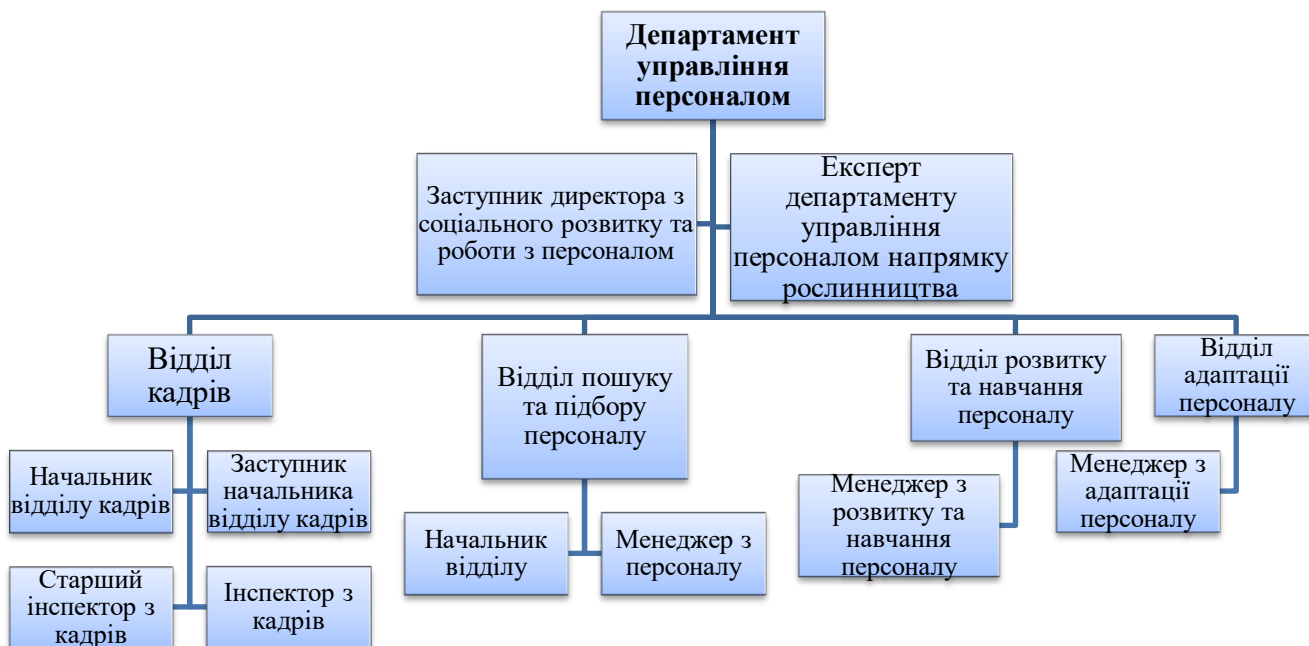 Департамент
управління
персоналом
Заступник директора з
соціального розвитку та
роботи з персоналом
Експерт
департаменту
управління
персоналом напрямку
рослинництва
Відділ
кадрів
Відділ пошуку
та підбору
персоналу
Відділ розвитку
та навчання
персоналу
Відділ
адаптації
персоналу
Начальник
відділу кадрів
Заступник
начальника
відділу кадрів
Старший
інспектор з
кадрів
Інспектор з
кадрів
Начальник
відділу
Менеджер з
персоналу
Менеджер з
розвитку та
навчання
персоналу
Менеджер з
адаптації
персоналу